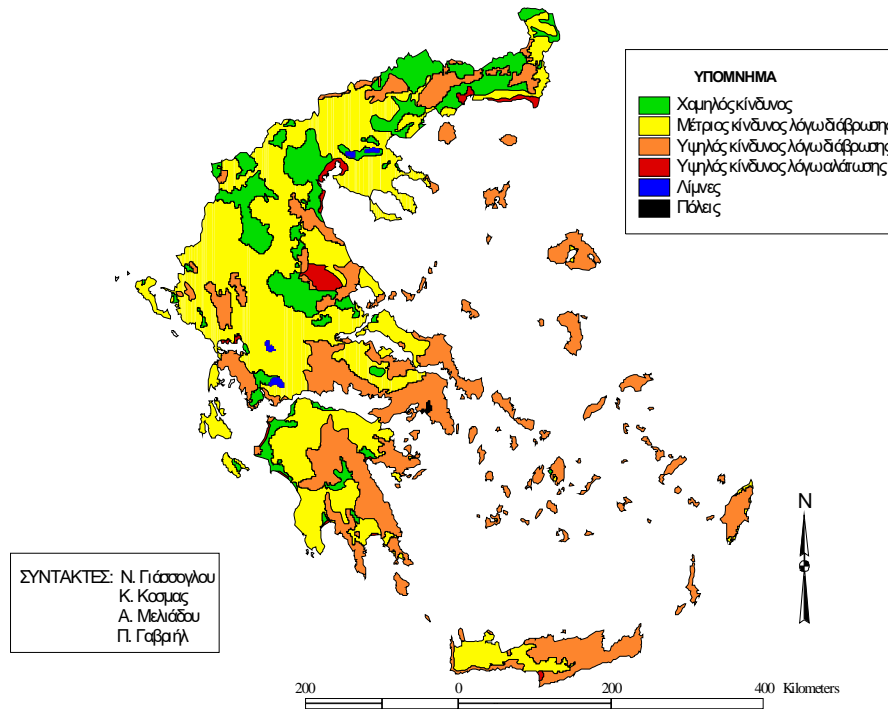 ΥΠΟΜΝΗΜΑ
Χαμηλός κίνδυνος
Μέτριος κίνδυνος λόγω διάβρωσης
Υψηλός κίνδυνος λόγω διάβρωσης
Υψηλός κίνδυνος λόγω αλάτωσης
Λίμνες
Πόλεις
N
ΣΥΝΤΑΚΤΕΣ: Ν. Γιάσσογλου
Κ. Κοσμας
Α. Μελιάδου
Π. Γαβριήλ
200 0 200 400 Kilometers